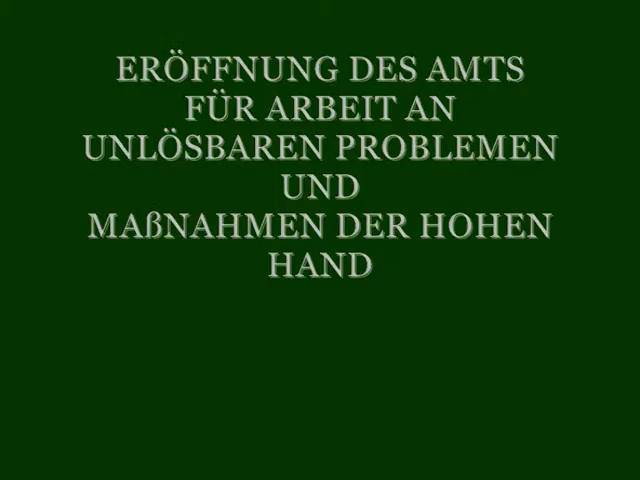 ERÖFFNUNG DES AMTS
FÜR ARBEIT AN
UNLÖSBAREN PROBLEMEN
UND
MAßNAHMEN DER HOHEN
HAND